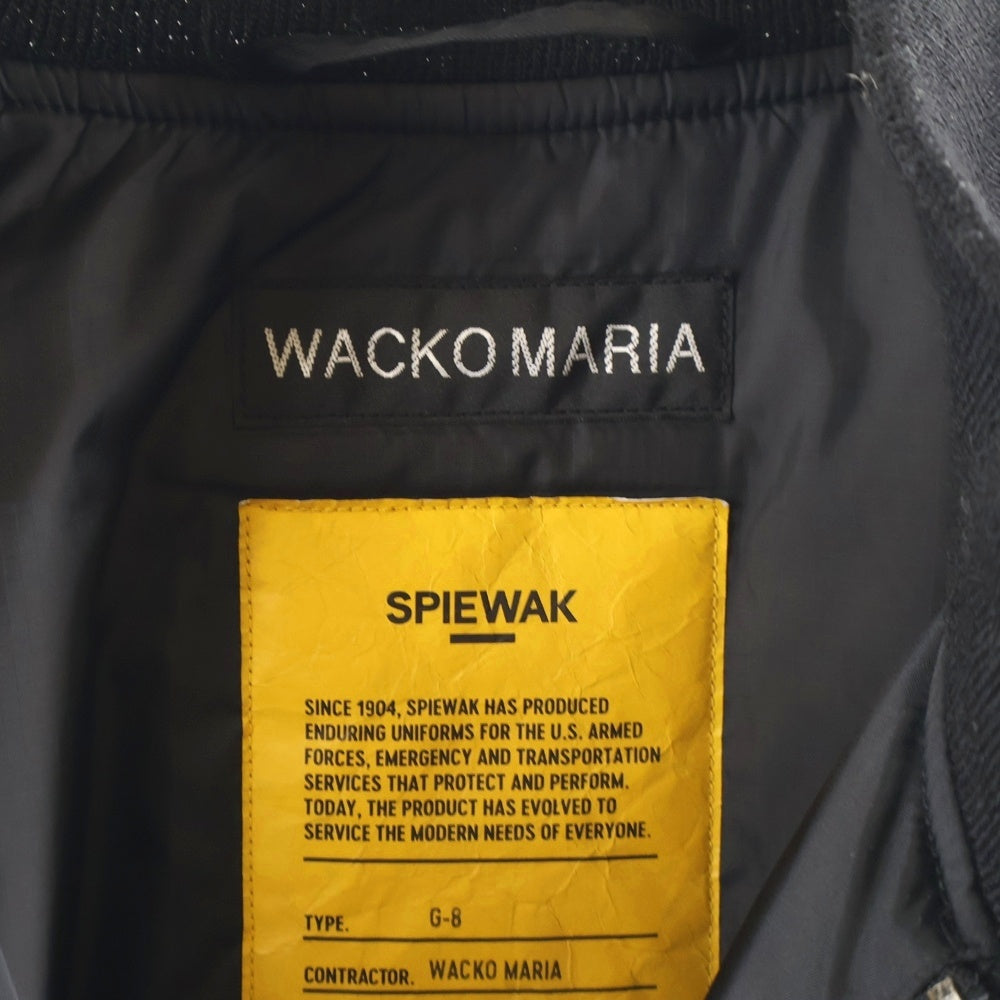 WACKO MARIA
SPIEWAK
SINCE 1904, SPIEWAK HAS PRODUCED
ENDURING UNIFORMS FOR THE U.S. ARMED
FORCES, EMERGENCY AND TRANSPORTATION
SERVICES THAT PROTECT AND PERFORM.
TODAY, THE PRODUCT HAS EVOLVED TO
SERVICE THE MODERN NEEDS OF EVERYONE.
TYPE. G-8
CONTRACTOR. WACKO MARIA